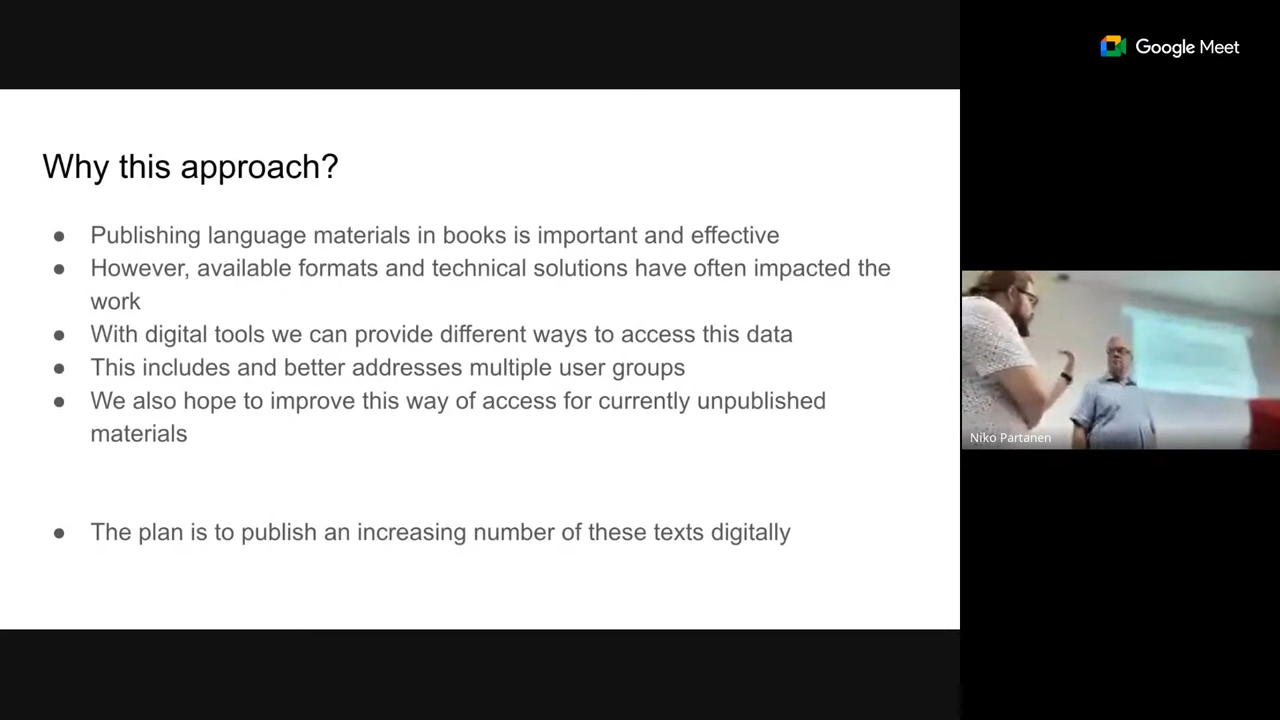 Google Meet
Why this approach?
● Publishing language materials in books is important and effective
● However, available formats and technical solutions have often impacted the
work
● With digital tools we can provide different ways to access this data
● This includes and better addresses multiple user groups
● We also hope to improve this way of access for currently unpublished
materials
● The plan is to publish an increasing number of these texts digitally
Niko Partanen